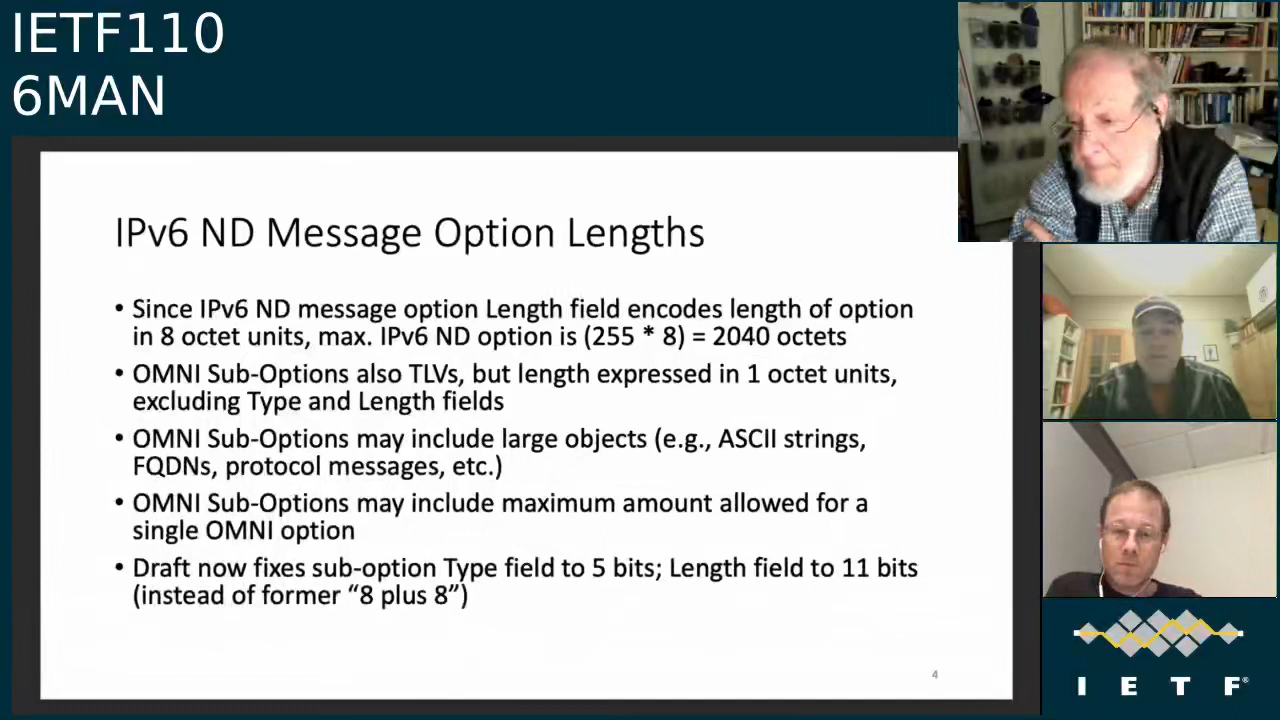 IETF110
6MAN
IPv6 ND Message Option Lengths
• Since IPv6 ND message option Length field encodes length of option
in 8 octet units, max. IPv6 ND option is (255 * 8) = 2040 octets
• OMNI Sub-Options also TLVs, but length expressed in 1 octet units,
excluding Type and Length fields
• OMNI Sub-Options may include large objects (e.g., ASCII strings,
FQDNs, protocol messages, etc.)
• OMNI Sub-Options may include maximum amount allowed for a
single OMNI option
• Draft now fixes sub-option Type field to 5 bits; Length field to 11 bits
(instead of former “8 plus 8”)
4
I E T F®